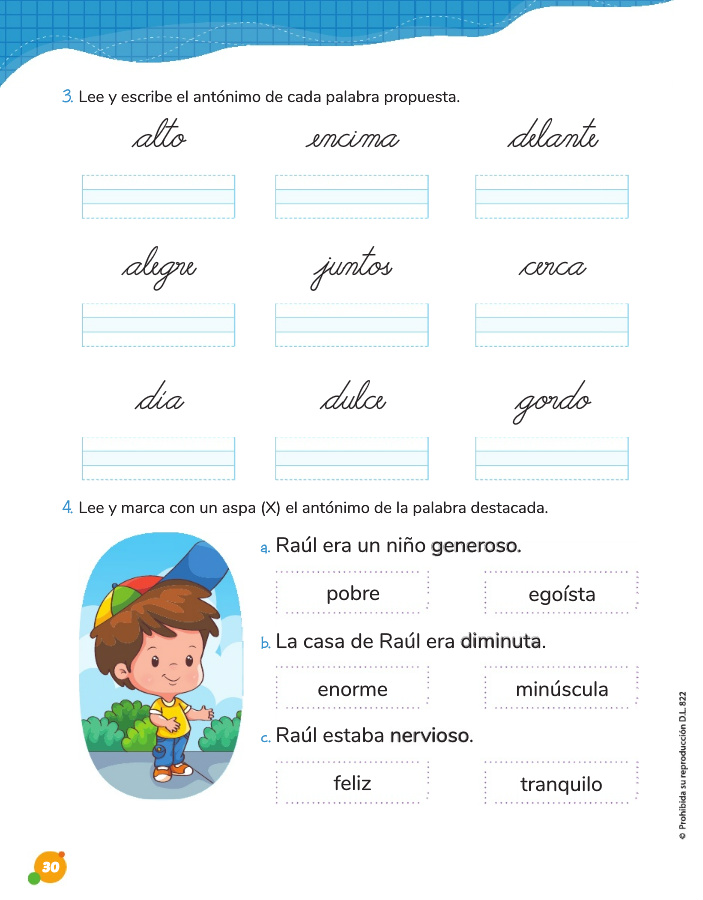 3. Lee y escribe el antónimo de cada palabra propuesta.
alto encima delante
alegre juntos cerca
día dulce gordo
4. Lee y marca con un aspa (X) el antónimo de la palabra destacada.
a. Raúl era un niño generoso.
pobre egoísta
b. La casa de Raúl era diminuta.
enorme minúscula
c. Raúl estaba nervioso.
feliz tranquilo
© Prohibida su reproducción D.L. 822
30